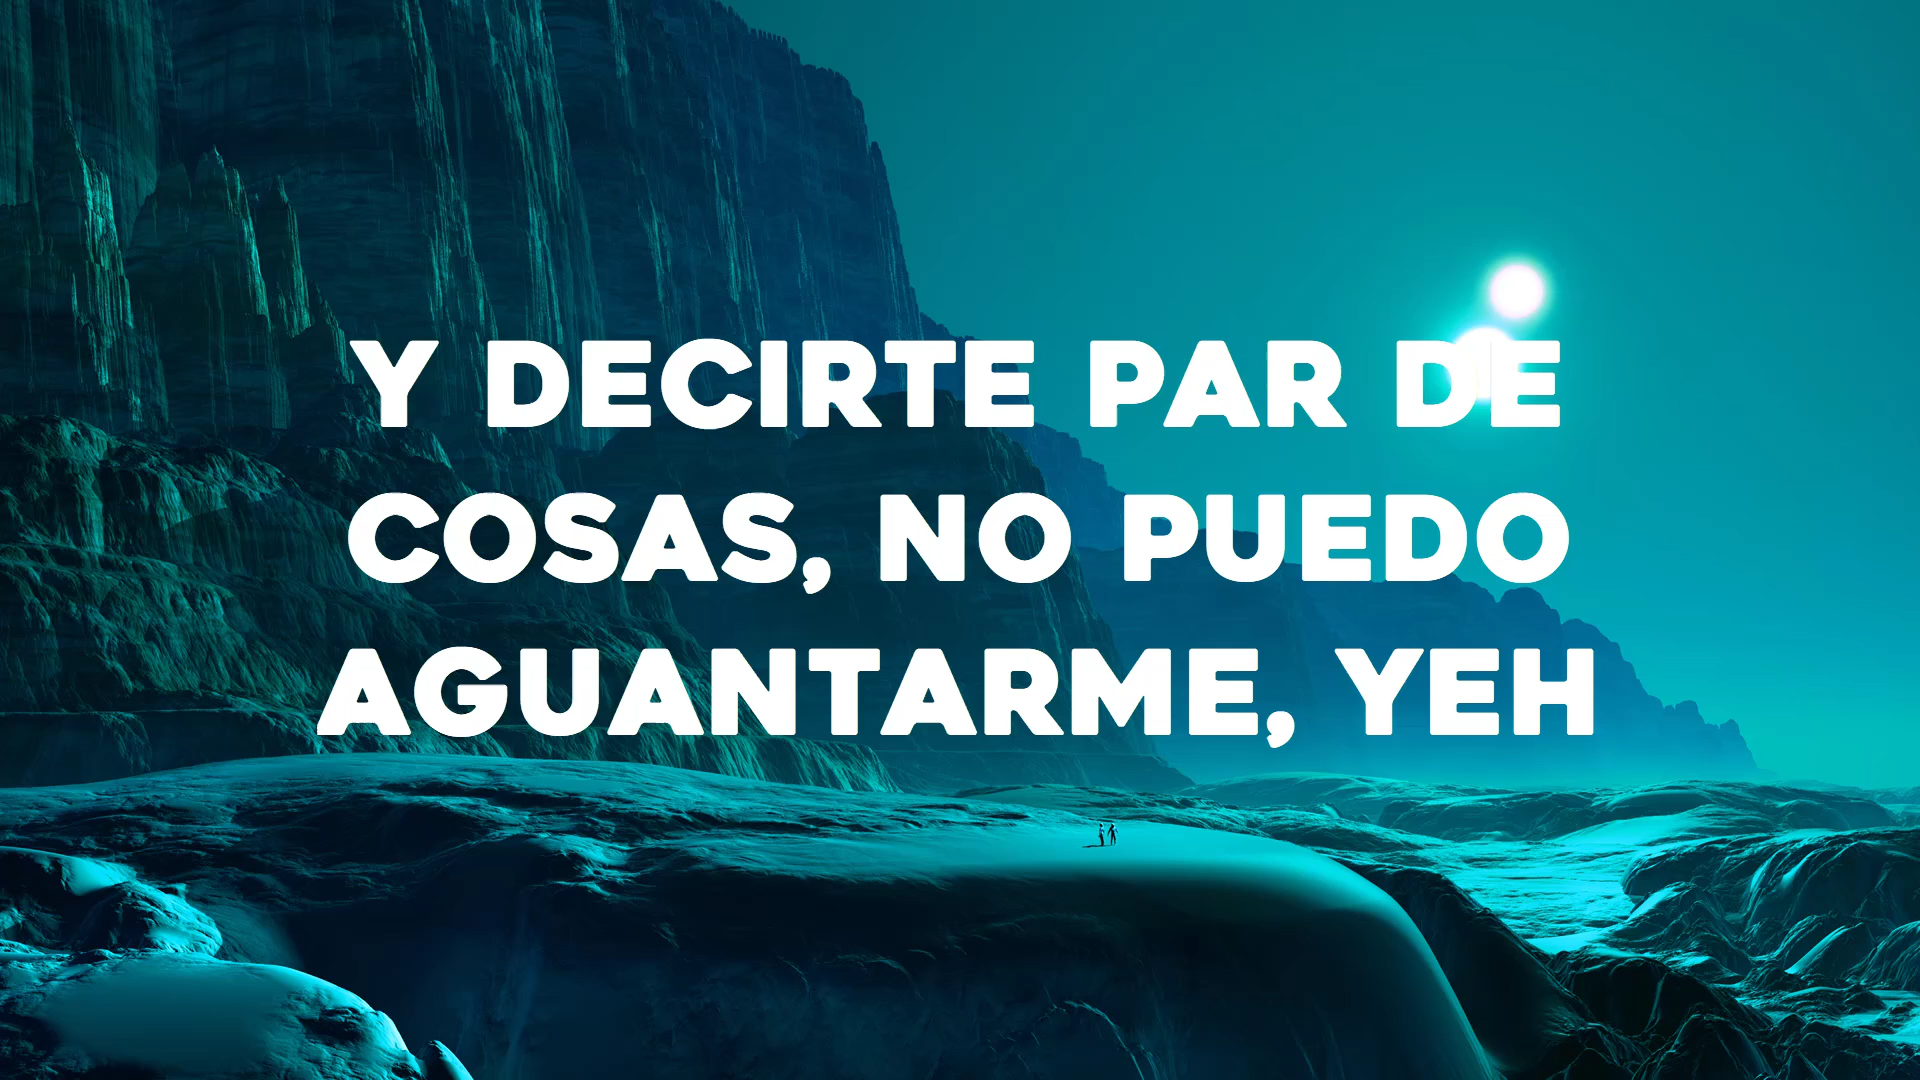 Y DECIRTE PAR DE
COSAS, NO PUEDO
AGUANTARME, YEH